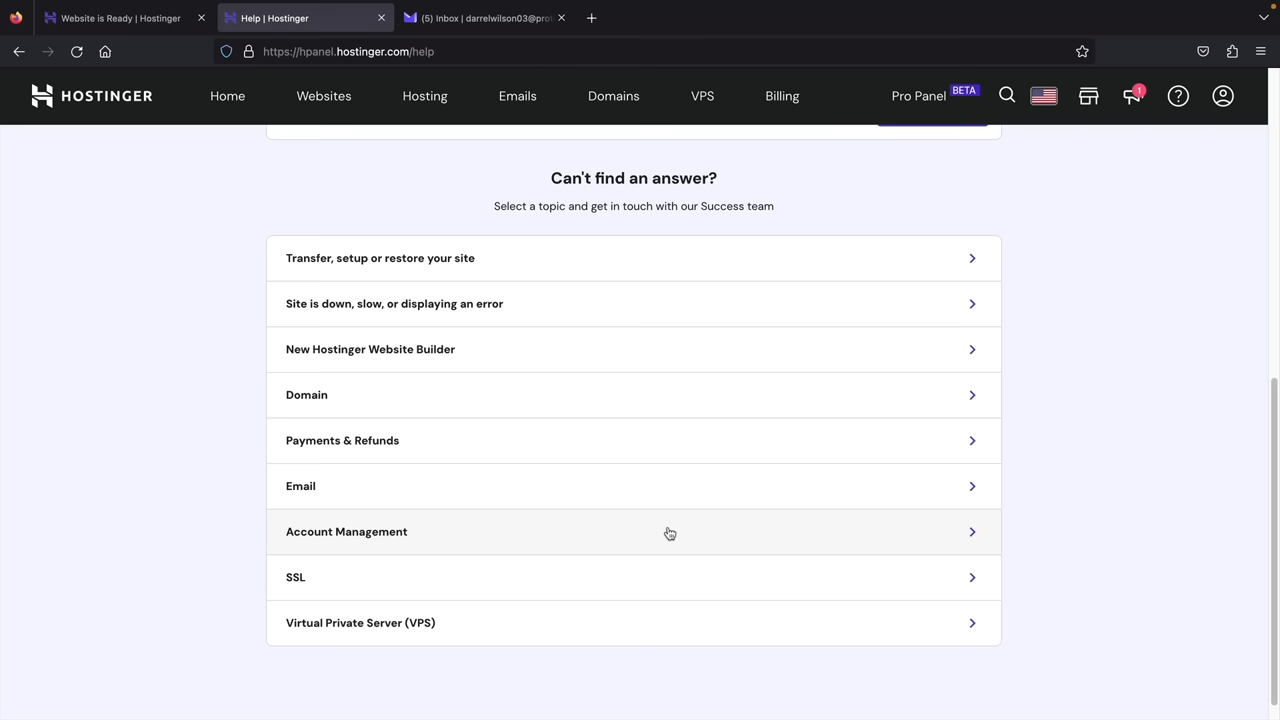 Website is Ready | Hostinger
Help | Hostinger
(5) Inbox | darrelwilson03@pro
https://hpanel.hostinger.com/help
HOSTINGER
Home
Websites
Hosting
Emails
Domains
VPS
Billing
Pro Panel
BETA
1
Can't find an answer?
Select a topic and get in touch with our Success team
Transfer, setup or restore your site
Site is down, slow, or displaying an error
New Hostinger Website Builder
Domain
Payments & Refunds
Email
Account Management
SSL
Virtual Private Server (VPS)